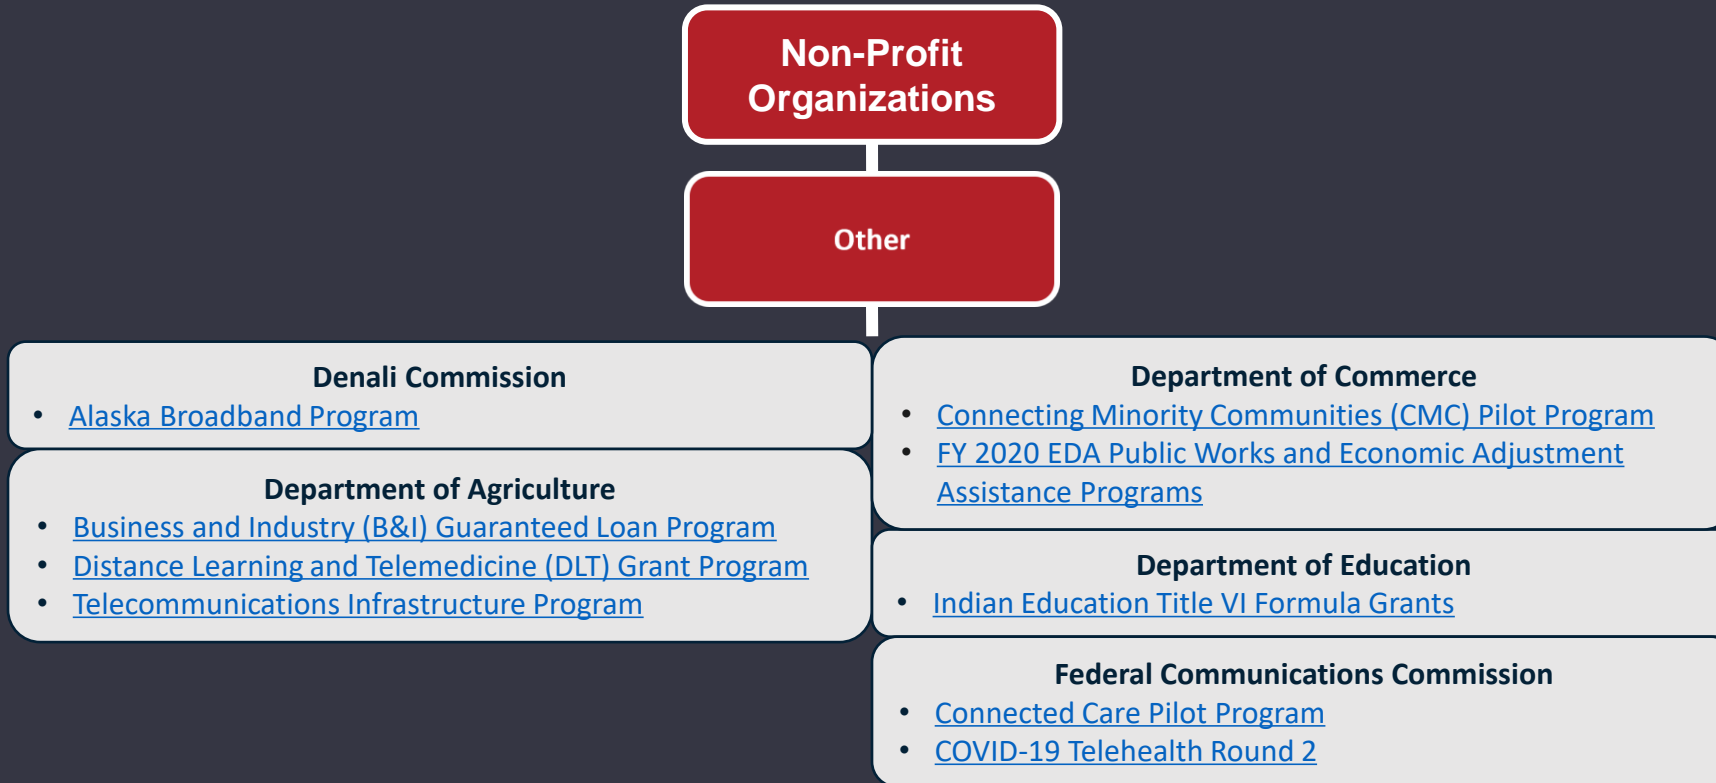 Non-Profit
Organizations
Other
Denali Commission
• Alaska Broadband Program
Department of Agriculture
• Business and Industry (B&I) Guaranteed Loan Program
• Distance Learning and Telemedicine (DLT) Grant Program
• Telecommunications Infrastructure Program
Department of Commerce
• Connecting Minority Communities (CMC) Pilot Program
• FY 2020 EDA Public Works and Economic Adjustment
Assistance Programs
Department of Education
• Indian Education Title VI Formula Grants
Federal Communications Commission
• Connected Care Pilot Program
• COVID-19 Telehealth Round 2